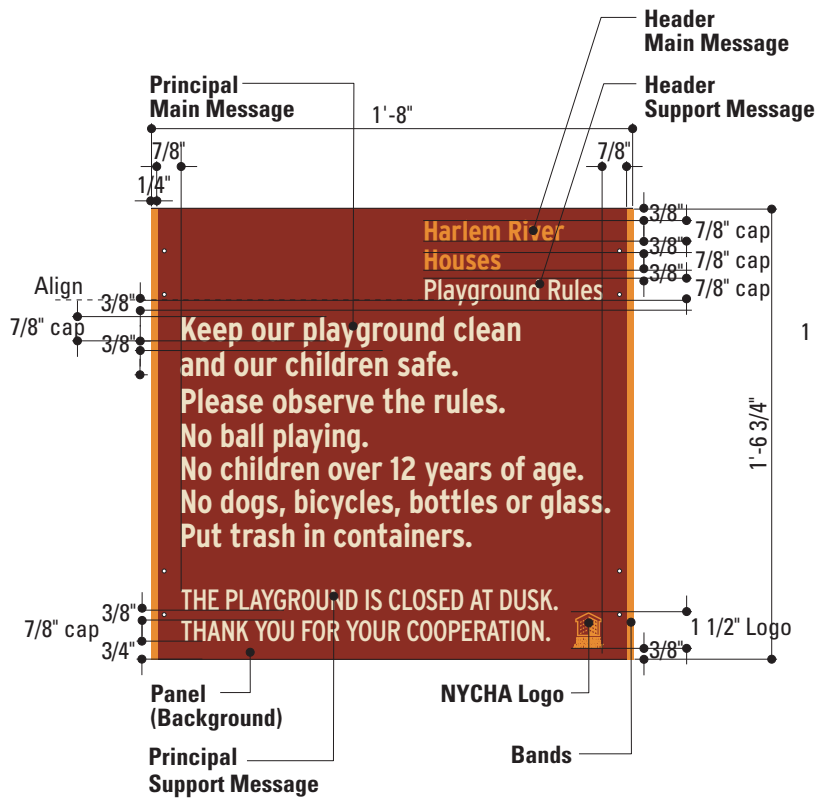 Header
Main Message
Header
Support Message
Principal
Main Message
1'-8"
7/8"
7/8"
1/4"
3/8"
7/8" cap
3/8"
7/8" cap
3/8"
7/8" cap
Harlem River
Houses
Playground Rules
Align
3/8"
7/8" cap
3/8"
Keep our playground clean
and our children safe.
Please observe the rules.
No ball playing.
No children over 12 years of age.
No dogs, bicycles, bottles or glass.
Put trash in containers.
1
1'-6 3/4"
THE PLAYGROUND IS CLOSED AT DUSK.
THANK YOU FOR YOUR COOPERATION.
3/8"
7/8" cap
3/4"
1 1/2" Logo
3/8"
Panel
(Background)
NYCHA Logo
Principal
Support Message
Bands